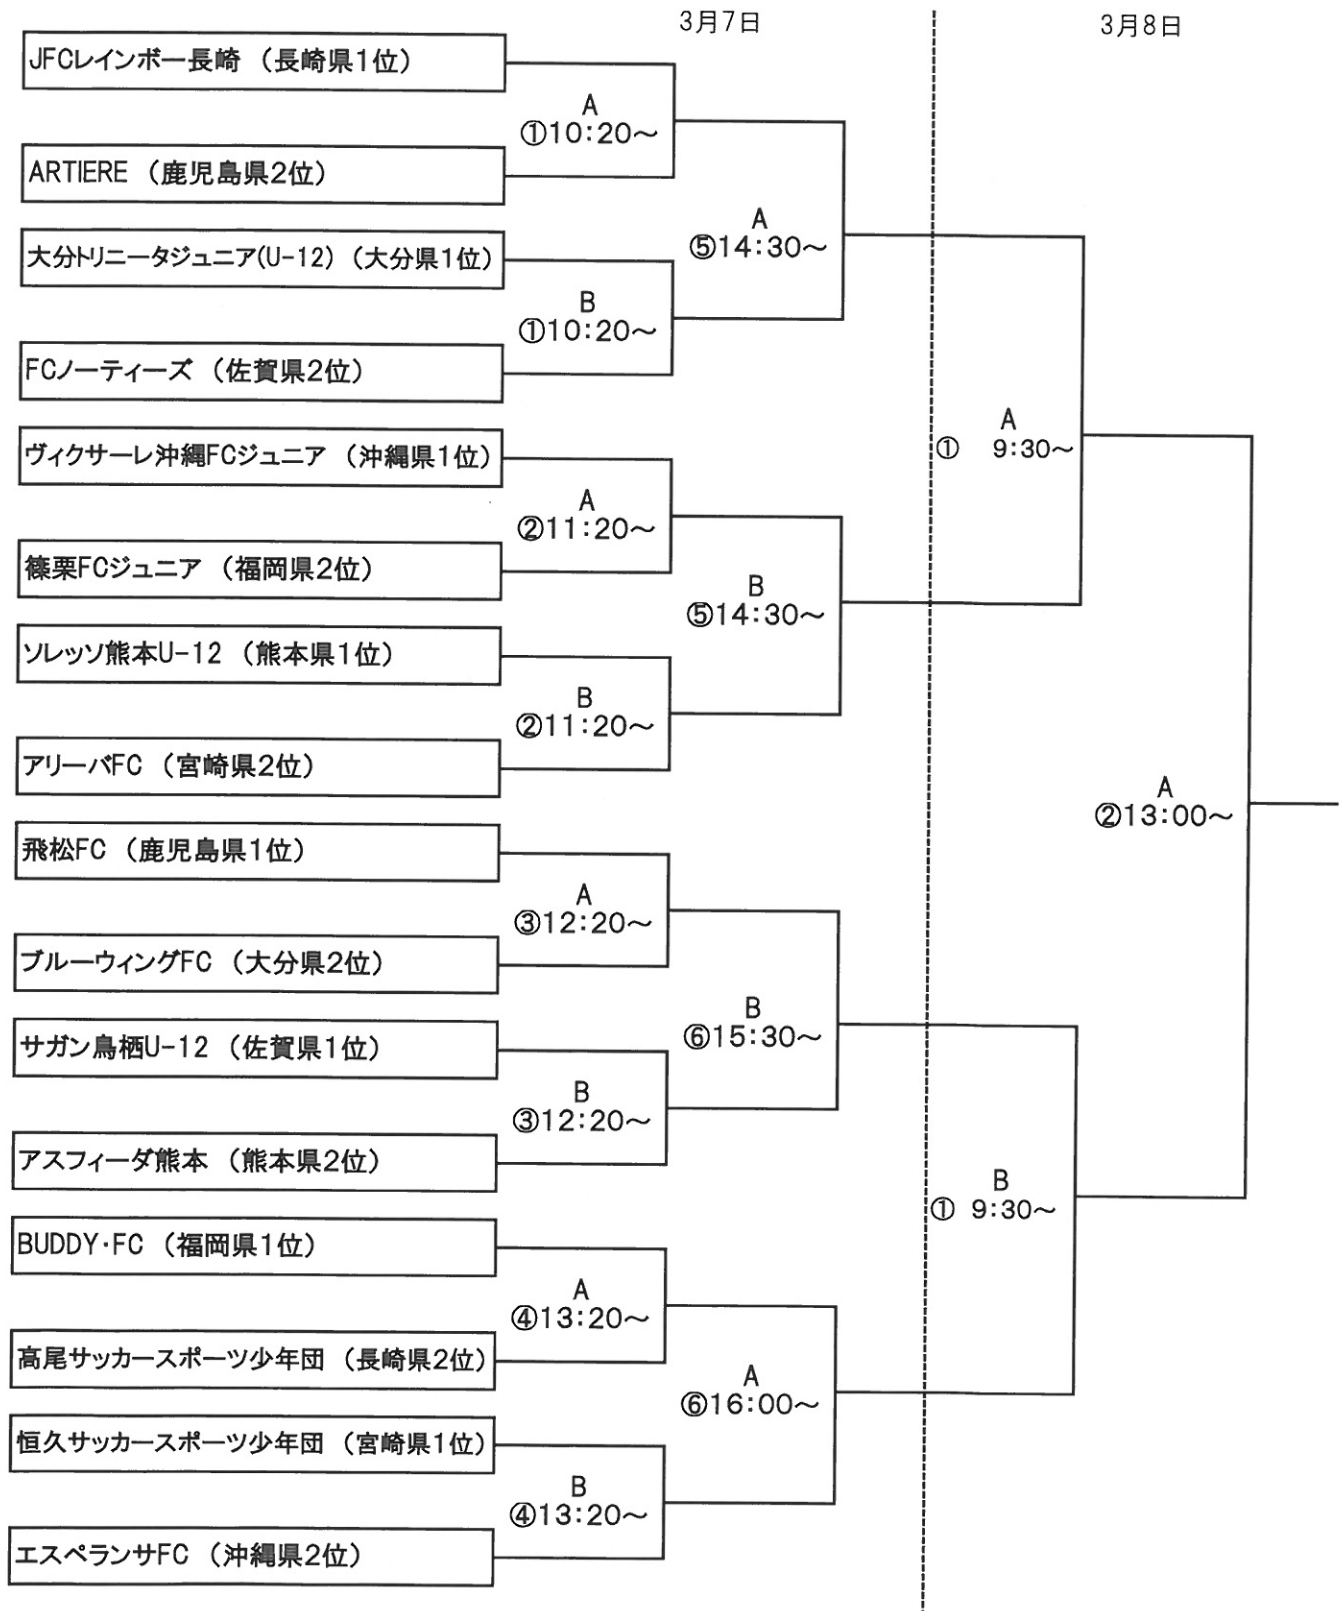 3月7日
3月8日
JFCレインボー長崎 （長崎県1位）
A
①10:20～
ARTIERE （鹿児島県2位）
A
⑤14:30～
大分トリニータジュニア(U-12) （大分県1位）
B
①10:20～
FCノーティーズ （佐賀県2位）
A
① 9:30～
ヴィクサーレ沖縄FCジュニア （沖縄県1位）
A
②11:20～
篠栗FCジュニア （福岡県2位）
B
⑤14:30～
ソレッソ熊本U-12 （熊本県1位）
B
②11:20～
アリーバFC （宮崎県2位）
A
②13:00～
飛松FC （鹿児島県1位）
A
③12:20～
ブルーウィングFC （大分県2位）
B
⑥15:30～
サガン鳥栖U-12 （佐賀県1位）
B
③12:20～
アスフィーダ熊本 （熊本県2位）
B
① 9:30～
BUDDY・FC （福岡県1位）
A
④13:20～
高尾サッカースポーツ少年団 （長崎県2位）
A
⑥16:00～
恒久サッカースポーツ少年団 （宮崎県1位）
B
④13:20～
エスペランサFC （沖縄県2位）